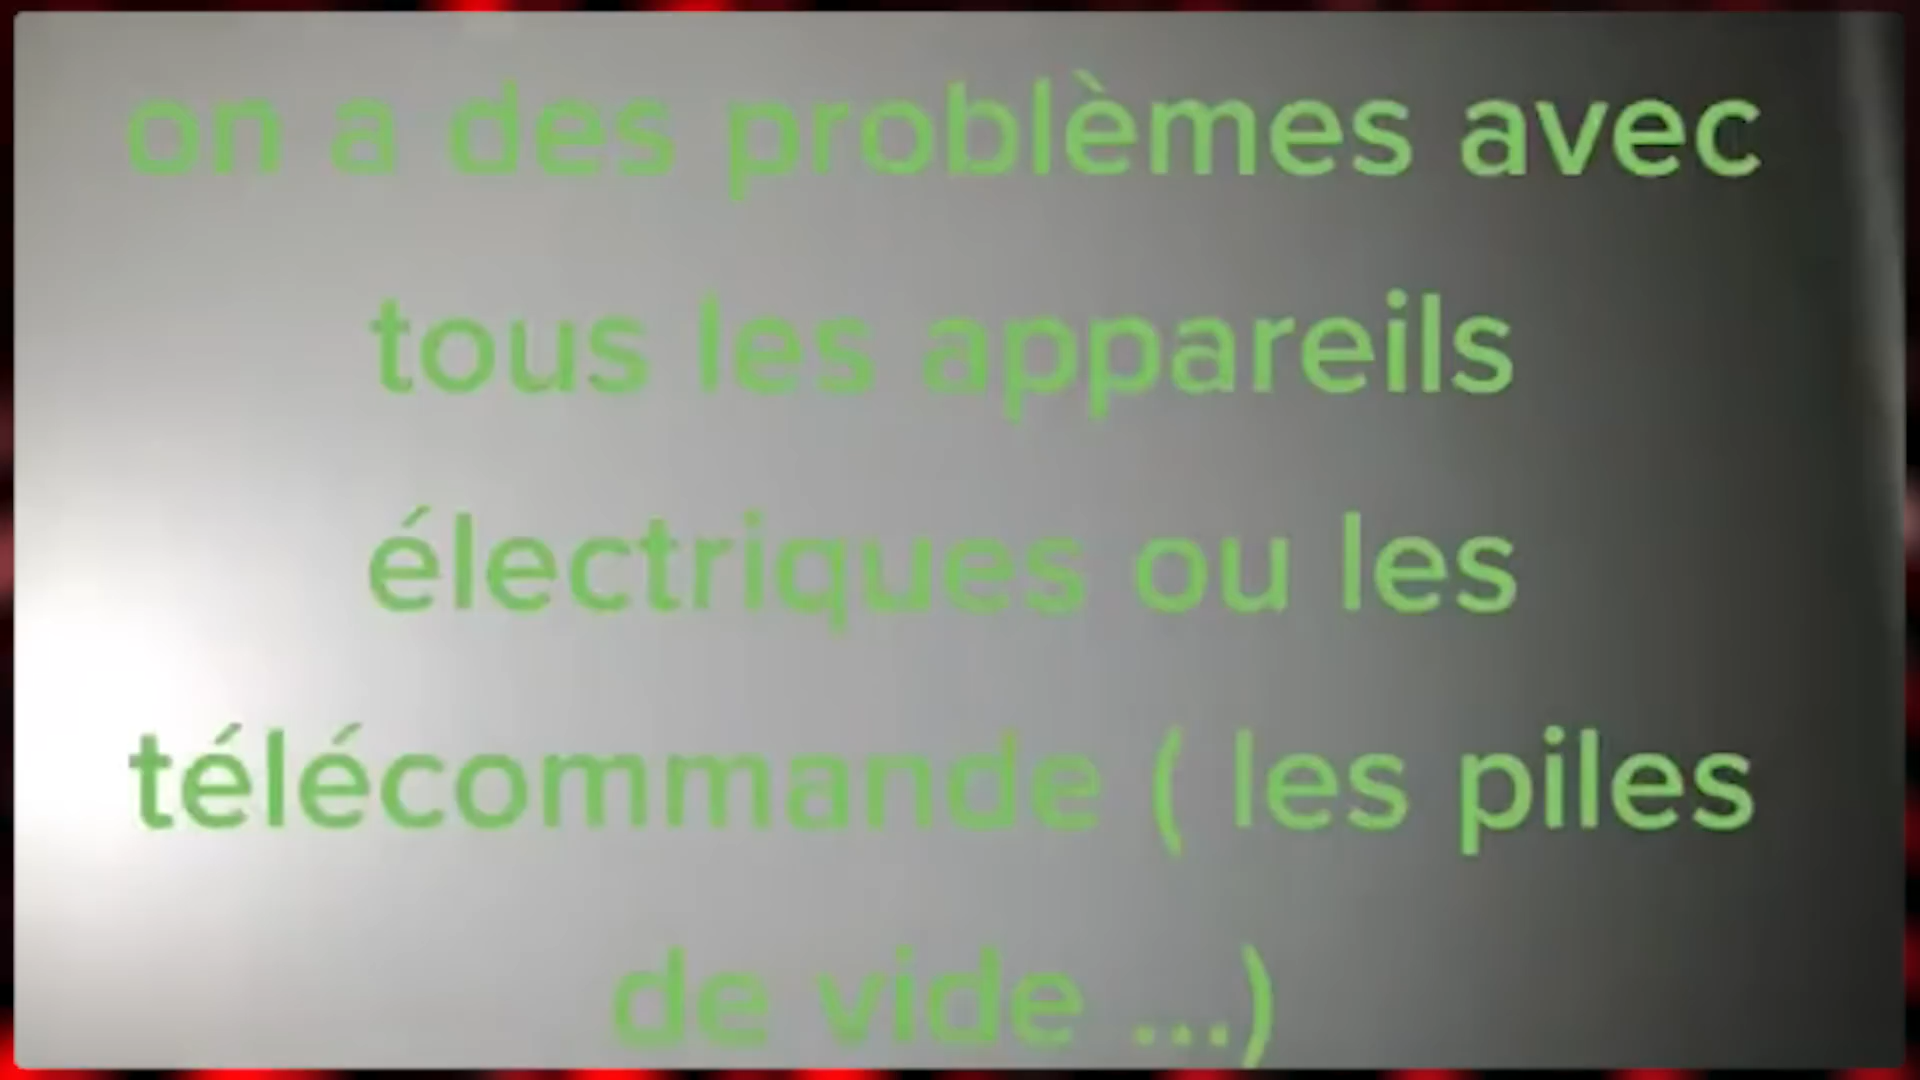 on a des problèmes avec
tous les appareils
électriques ou les
télécommande ( les piles
de vide ...)